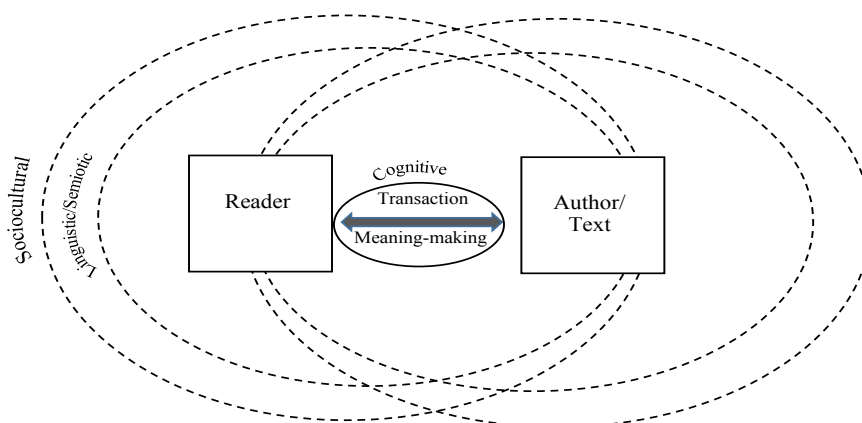 Sociocultural
Linguistic/Semiotic
Reader
Cognitive
Transaction
Meaning-making
Author/
Text